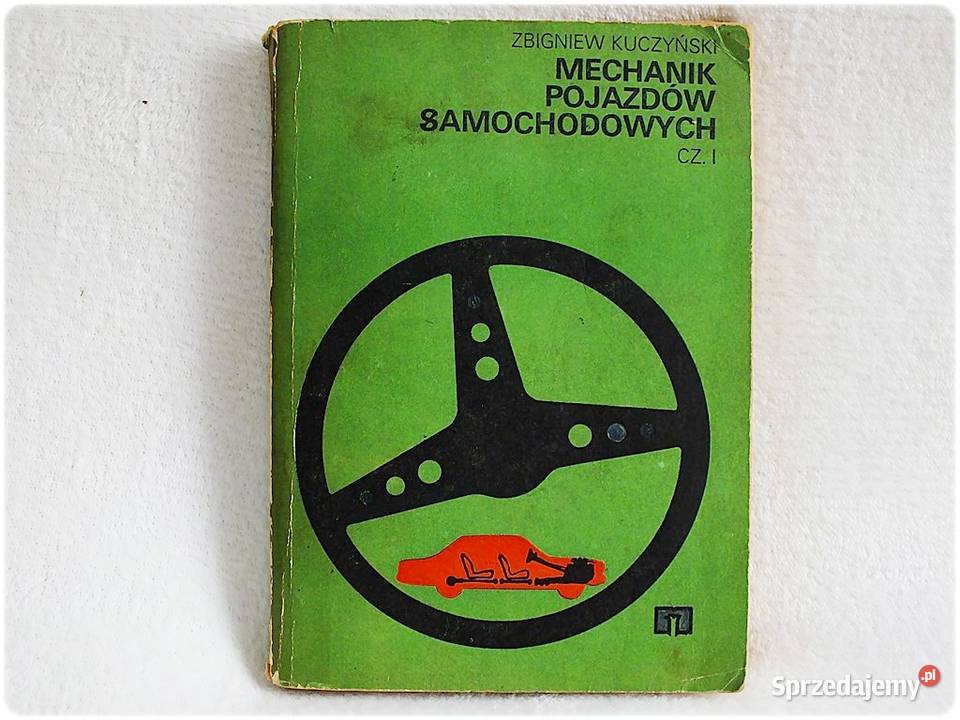 ZBIGNIEW KUCZYŃSKI
MECHANIK
POJAZDÓW
SAMOCHODOWYCH
CZ. I
Sprzedajemy.pl